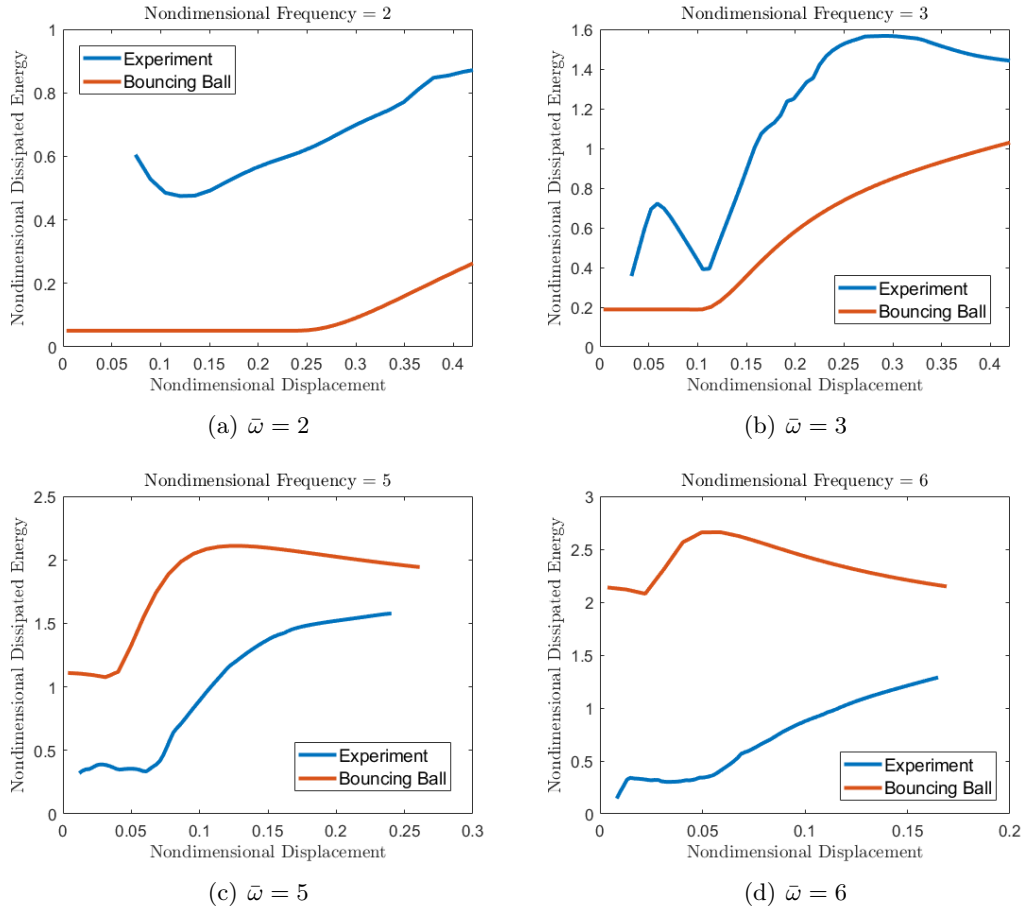 Nondimensional Frequency = 2
Nondimensional Dissipated Energy
1
0.8
0.6
0.4
0.2
0
Experiment
Bouncing Ball
0 0.05 0.1 0.15 0.2 0.25 0.3 0.35 0.4
Nondimensional Displacement
(a) ω̄ = 2
Nondimensional Frequency = 3
Nondimensional Dissipated Energy
1.6
1.4
1.2
1
0.8
0.6
0.4
0.2
0
Experiment
Bouncing Ball
0 0.05 0.1 0.15 0.2 0.25 0.3 0.35 0.4
Nondimensional Displacement
(b) ω̄ = 3
Nondimensional Frequency = 5
Nondimensional Dissipated Energy
2.5
2
1.5
1
0.5
0
Experiment
Bouncing Ball
0 0.05 0.1 0.15 0.2 0.25 0.3
Nondimensional Displacement
(c) ω̄ = 5
Nondimensional Frequency = 6
Nondimensional Dissipated Energy
3
2.5
2
1.5
1
0.5
0
Experiment
Bouncing Ball
0 0.05 0.1 0.15 0.2
Nondimensional Displacement
(d) ω̄ = 6